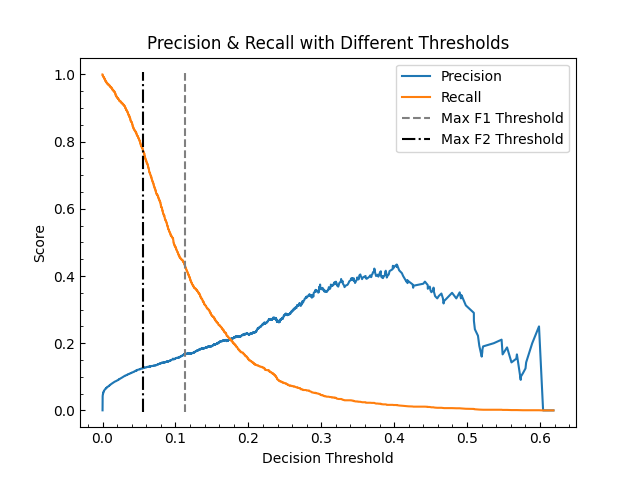 Precision & Recall with Different Thresholds
Precision
Recall
Max F1 Threshold
Max F2 Threshold
1.0
0.8
0.6
0.4
0.2
0.0
Score
0.0 0.1 0.2 0.3 0.4 0.5 0.6
Decision Threshold